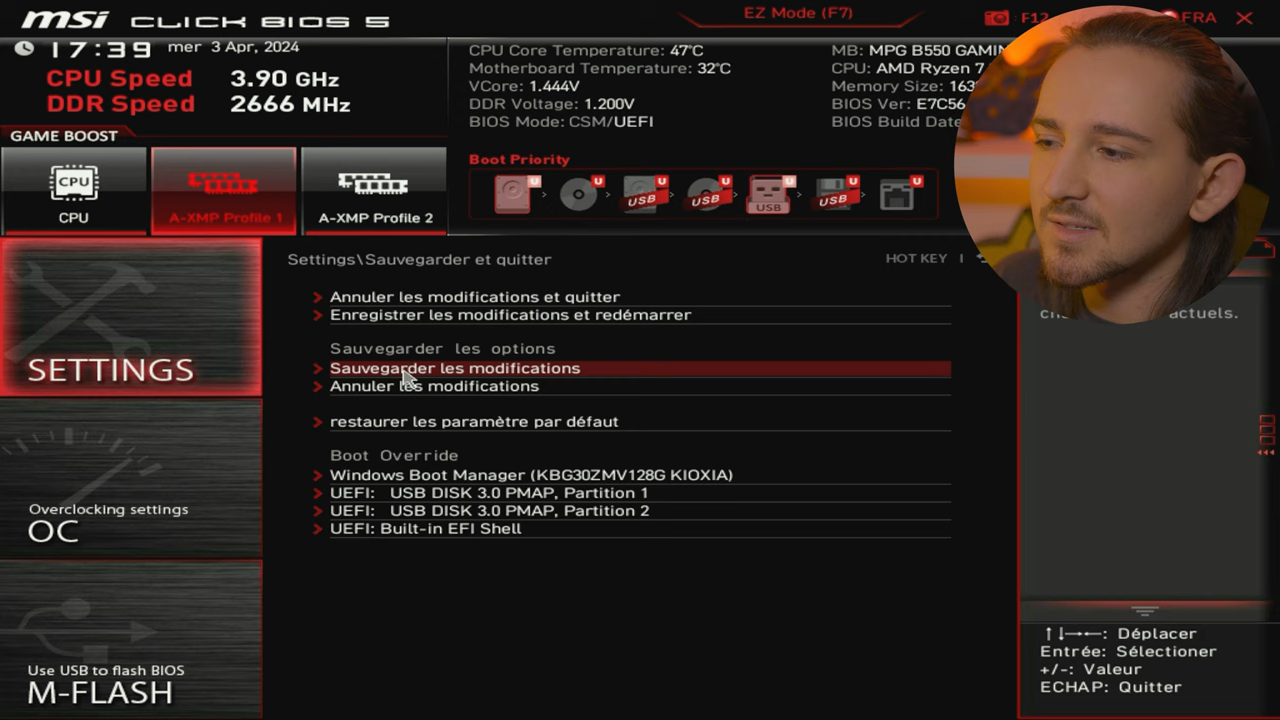 msi CLICK BIOS 5
EZ Mode (F7)
F12
FRA
17:39 mer 3 Apr, 2024
CPU Speed 3.90 GHz
DDR Speed 2666 MHz
CPU Core Temperature: 47°C
Motherboard Temperature: 32°C
VCore: 1.444V
DDR Voltage: 1.200V
BIOS Mode: CSM/UEFI
MB: MPG B550 GAMIN
CPU: AMD Ryzen 7
Memory Size: 163
BIOS Ver: E7C56
BIOS Build Date
GAME BOOST
CPU
CPU
A-XMP Profile 1
A-XMP Profile 2
Boot Priority
U U U U U U U
USB USB USB USB
SETTINGS
Overclocking settings
OC
Use USB to flash BIOS
M-FLASH
Settings\Sauvegarder et quitter
HOT KEY |
Annuler les modifications et quitter
Enregistrer les modifications et redémarrer
Sauvegarder les options
Sauvegarder les modifications
Annuler les modifications
restaurer les paramètre par défaut
Boot Override
Windows Boot Manager (KBG30ZMV128G KIOXIA)
UEFI: USB DISK 3.0 PMAP, Partition 1
UEFI: USB DISK 3.0 PMAP, Partition 2
UEFI: Built-in EFI Shell
actuels.
↑↓→←: Déplacer
Entrée: Sélectionner
+/-: Valeur
ECHAP: Quitter